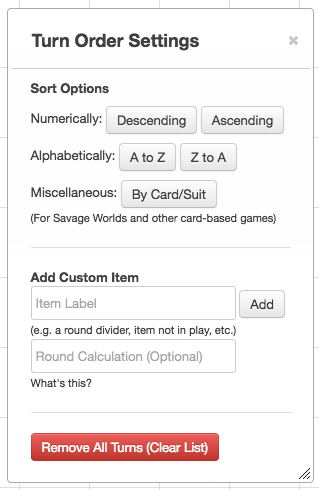 Turn Order Settings ×
Sort Options
Numerically: Descending Ascending
Alphabetically: A to Z Z to A
Miscellaneous: By Card/Suit
(For Savage Worlds and other card-based games)
Add Custom Item
Item Label Add
(e.g. a round divider, item not in play, etc.)
Round Calculation (Optional)
What's this?
Remove All Turns (Clear List)